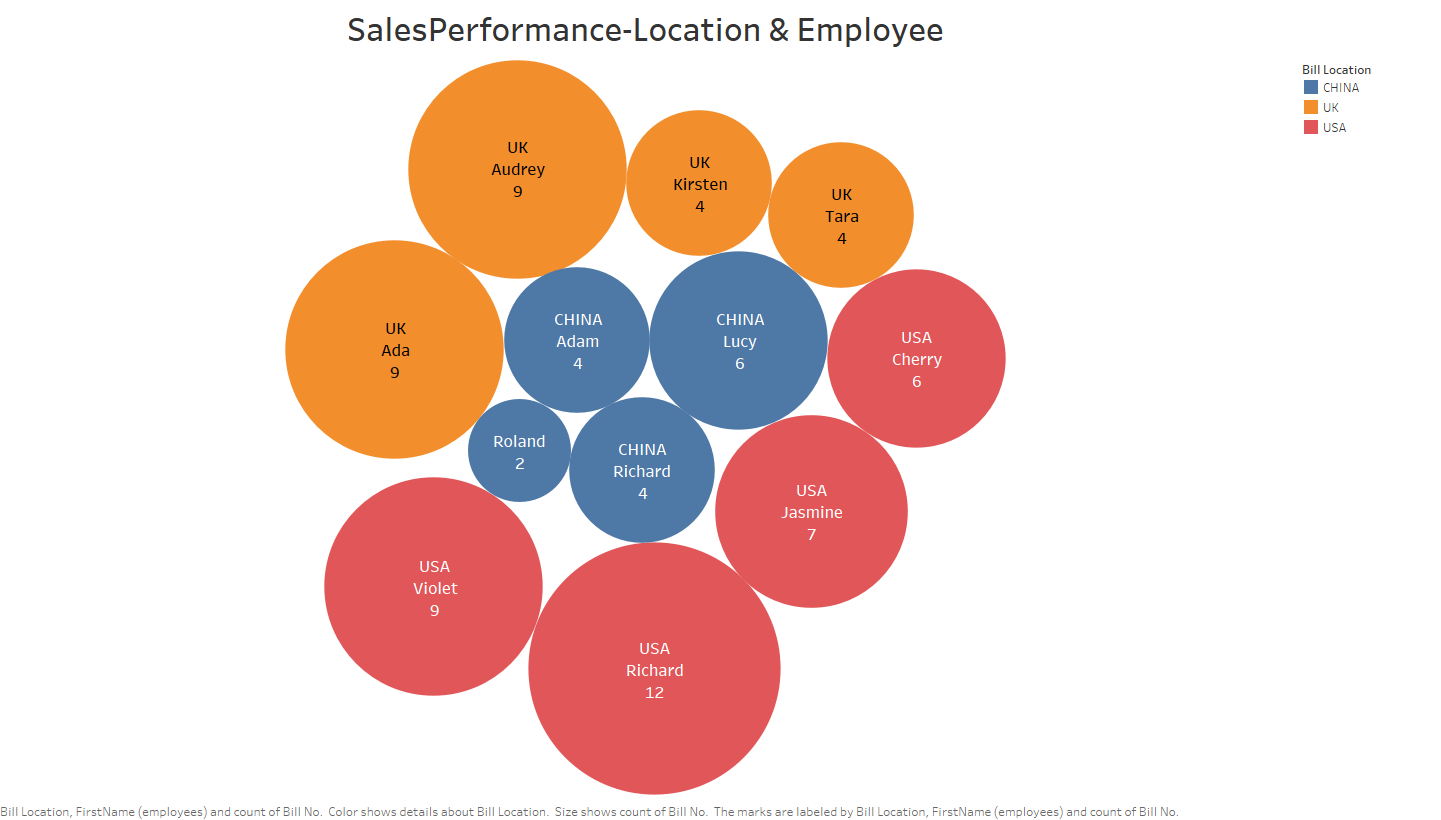 SalesPerformance-Location & Employee
Bill Location
CHINA
UK
USA
UK
Audrey
9
UK
Kirsten
4
UK
Tara
4
UK
Ada
9
CHINA
Adam
4
CHINA
Lucy
6
USA
Cherry
6
Roland
2
CHINA
Richard
4
USA
Jasmine
7
USA
Violet
9
USA
Richard
12
Bill Location, FirstName (employees) and count of Bill No.  Color shows details about Bill Location.  Size shows count of Bill No.  The marks are labeled by Bill Location, FirstName (employees) and count of Bill No.